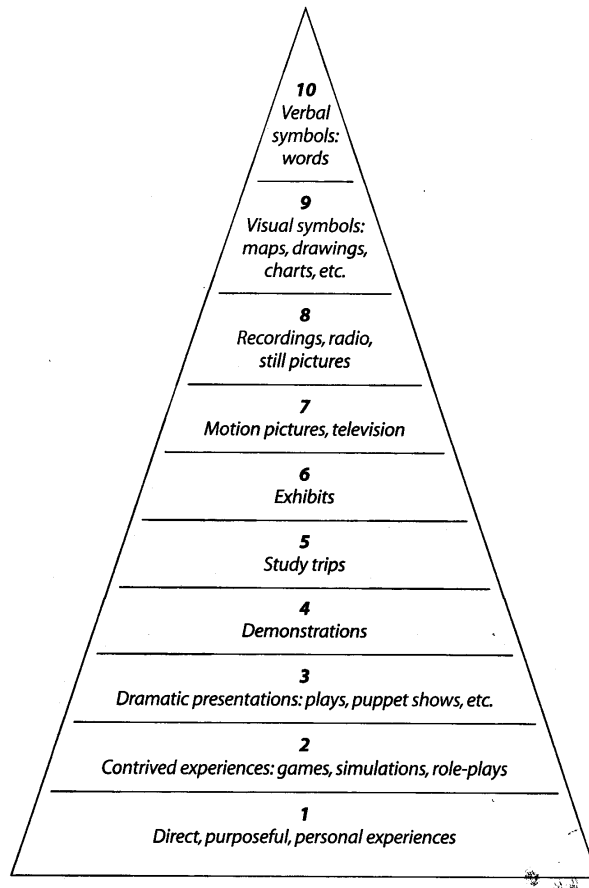 10
Verbal
symbols:
words
9
Visual symbols:
maps, drawings,
charts, etc.
8
Recordings, radio,
still pictures
7
Motion pictures, television
6
Exhibits
5
Study trips
4
Demonstrations
3
Dramatic presentations: plays, puppet shows, etc.
2
Contrived experiences: games, simulations, role-plays
1
Direct, purposeful, personal experiences